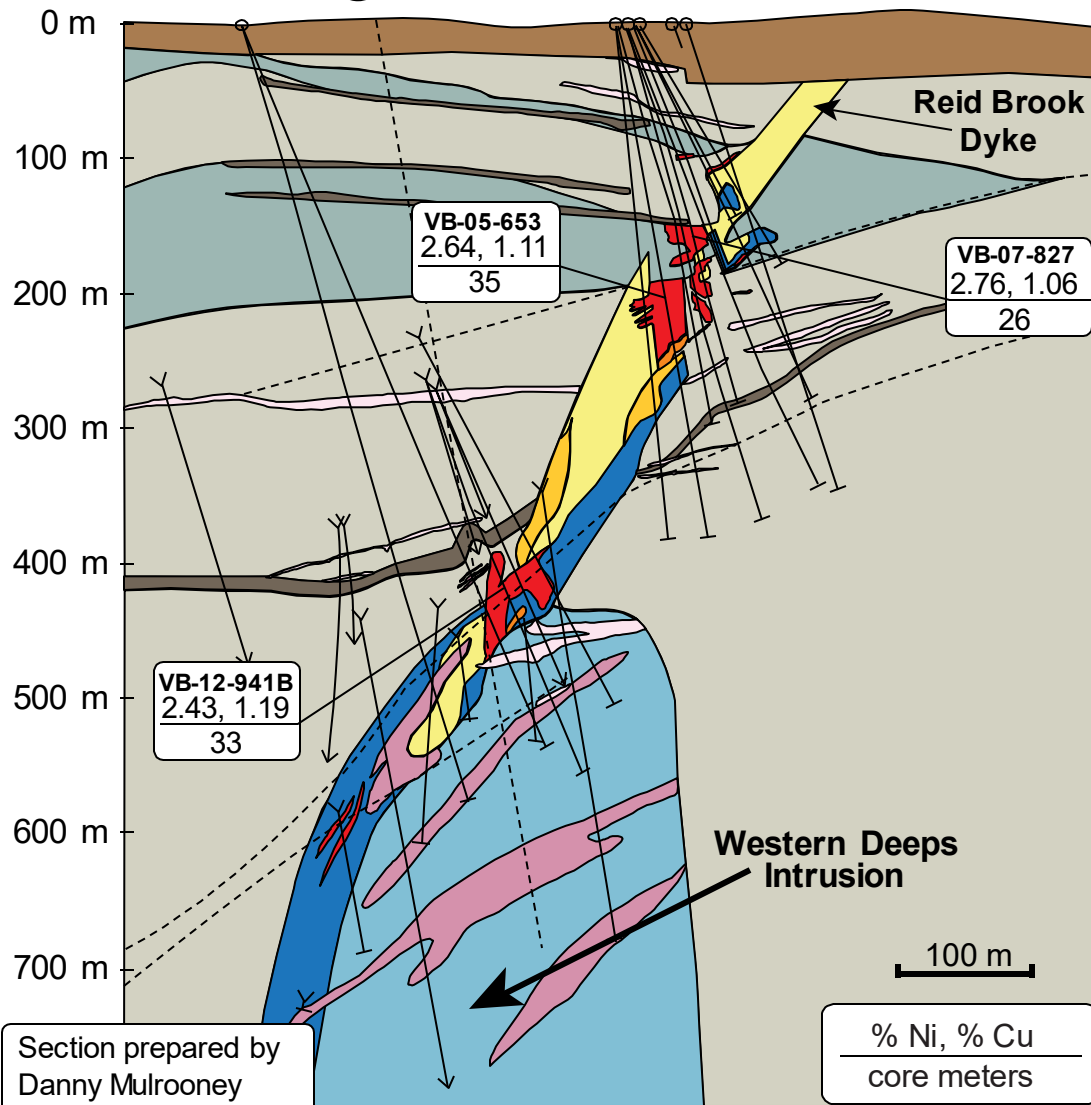 0 m
100 m
200 m
300 m
400 m
500 m
600 m
700 m
Reid Brook
Dyke
VB-05-653
2.64, 1.11
35
VB-07-827
2.76, 1.06
26
VB-12-941B
2.43, 1.19
33
Western Deeps
Intrusion
100 m
Section prepared by
Danny Mulrooney
% Ni, % Cu
core meters